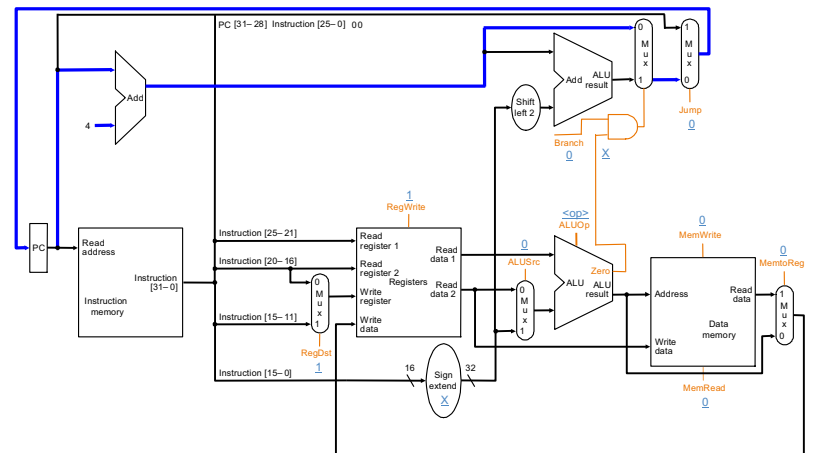 PC [31–28] Instruction [25–0] 00
0
M
u
x
1
1
M
u
x
0
Add
ALU
result
Add
4
Shift
left 2
Jump
0
Branch
0
X
1
RegWrite
<op>
ALUOp
0
MemWrite
0
MemtoReg
PC
Read
address
Instruction
[31–0]
Instruction
memory
Instruction [25–21]
Instruction [20–16]
Instruction [15–11]
Instruction [15–0]
0
M
u
x
1
RegDst
1
Read
register 1
Read
register 2
Registers
Write
register
Write
data
Read
data 1
Read
data 2
0
ALUSrc
0
M
u
x
1
Zero
ALU
ALU
result
Address
Read
data
Data
memory
Write
data
1
M
u
x
0
MemRead
0
16
Sign
extend
X
32